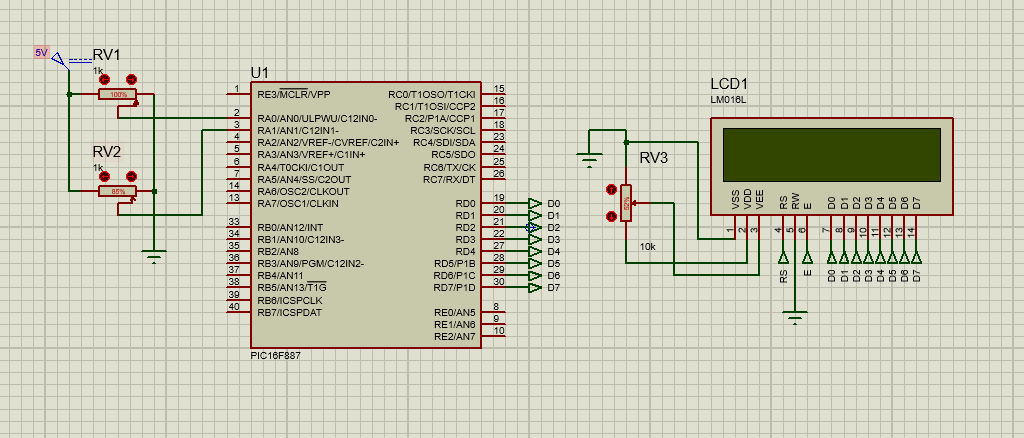 5V
RV1
1k
100%
RV2
1k
85%
U1
1 RE3/MCLR/VPP
2 RA0/AN0/ULPWU/C12IN0-
3 RA1/AN1/C12IN1-
4 RA2/AN2/VREF-/CVREF/C2IN+
5 RA3/AN3/VREF+/C1IN+
6 RA4/T0CKI/C1OUT
7 RA5/AN4/SS/C2OUT
14 RA6/OSC2/CLKOUT
13 RA7/OSC1/CLKIN
33 RB0/AN12/INT
34 RB1/AN10/C12IN3-
35 RB2/AN8
36 RB3/AN9/PGM/C12IN2-
37 RB4/AN11
38 RB5/AN13/T1G
39 RB6/ICSPCLK
40 RB7/ICSPDAT
RC0/T1OSO/T1CKI 15
RC1/T1OSI/CCP2 16
RC2/P1A/CCP1 17
RC3/SCK/SCL 18
RC4/SDI/SDA 23
RC5/SDO 24
RC6/TX/CK 25
RC7/RX/DT 26
RD0 19 D0
RD1 20 D1
RD2 21 D2
RD3 22 D3
RD4 27 D4
RD5/P1B 28 D5
RD6/P1C 29 D6
RD7/P1D 30 D7
RE0/AN5 8
RE1/AN6 9
RE2/AN7 10
PIC16F887
RV3
52%
10k
LCD1
LM016L
VSS VDD VEE RS RW E D0 D1 D2 D3 D4 D5 D6 D7
1 2 3 4 5 6 7 8 9 10 11 12 13 14
RS E D0 D1 D2 D3 D4 D5 D6 D7